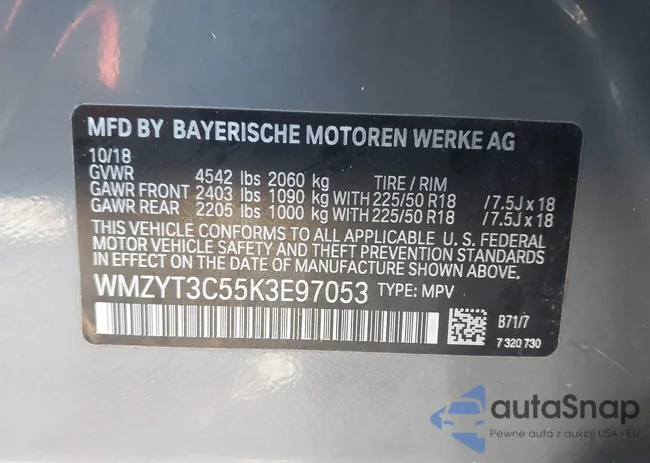 MFD BY BAYERISCHE MOTOREN WERKE AG
10/18
GVWR 4542 lbs 2060 kg TIRE / RIM
GAWR FRONT 2403 lbs 1090 kg WITH 225/50 R18 /7.5J x 18
GAWR REAR 2205 lbs 1000 kg WITH 225/50 R18 /7.5J x 18
THIS VEHICLE CONFORMS TO ALL APPLICABLE U. S. FEDERAL
MOTOR VEHICLE SAFETY AND THEFT PREVENTION STANDARDS
IN EFFECT ON THE DATE OF MANUFACTURE SHOWN ABOVE.
WMZYT3C55K3E97053 TYPE: MPV
B71/7
7 320 730
autaSnap
Pewne auta z aukcji USA - EU